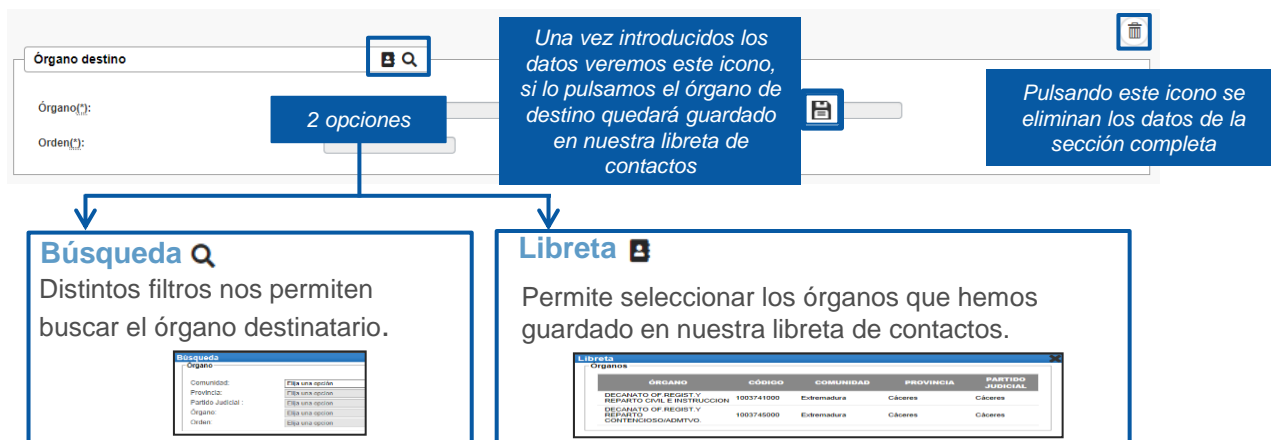 Órgano destino
Una vez introducidos los
datos veremos este icono,
si lo pulsamos el órgano de
destino quedará guardado
en nuestra libreta de
contactos
Pulsando este icono se
eliminan los datos de la
sección completa
Órgano(*):
2 opciones
Orden(*):
Búsqueda
Distintos filtros nos permiten
buscar el órgano destinatario.
Búsqueda
Órgano
Comunidad: Elija una opción
Provincia: Elija una opcion
Partido Judicial : Elija una opcion
Órgano: Elija una opcion
Orden: Elija una opcion
Libreta
Permite seleccionar los órganos que hemos
guardado en nuestra libreta de contactos.
Libreta
Órganos
ÓRGANO CÓDIGO COMUNIDAD PROVINCIA PARTIDO JUDICIAL
DECANATO OF.REGIST.Y
REPARTO CIVIL E INSTRUCCION 1003741000 Extremadura Cáceres Cáceres
DECANATO OF.REGIST.Y
REPARTO 1003745000 Extremadura Cáceres Cáceres
CONTENCIOSO/ADMTVO.